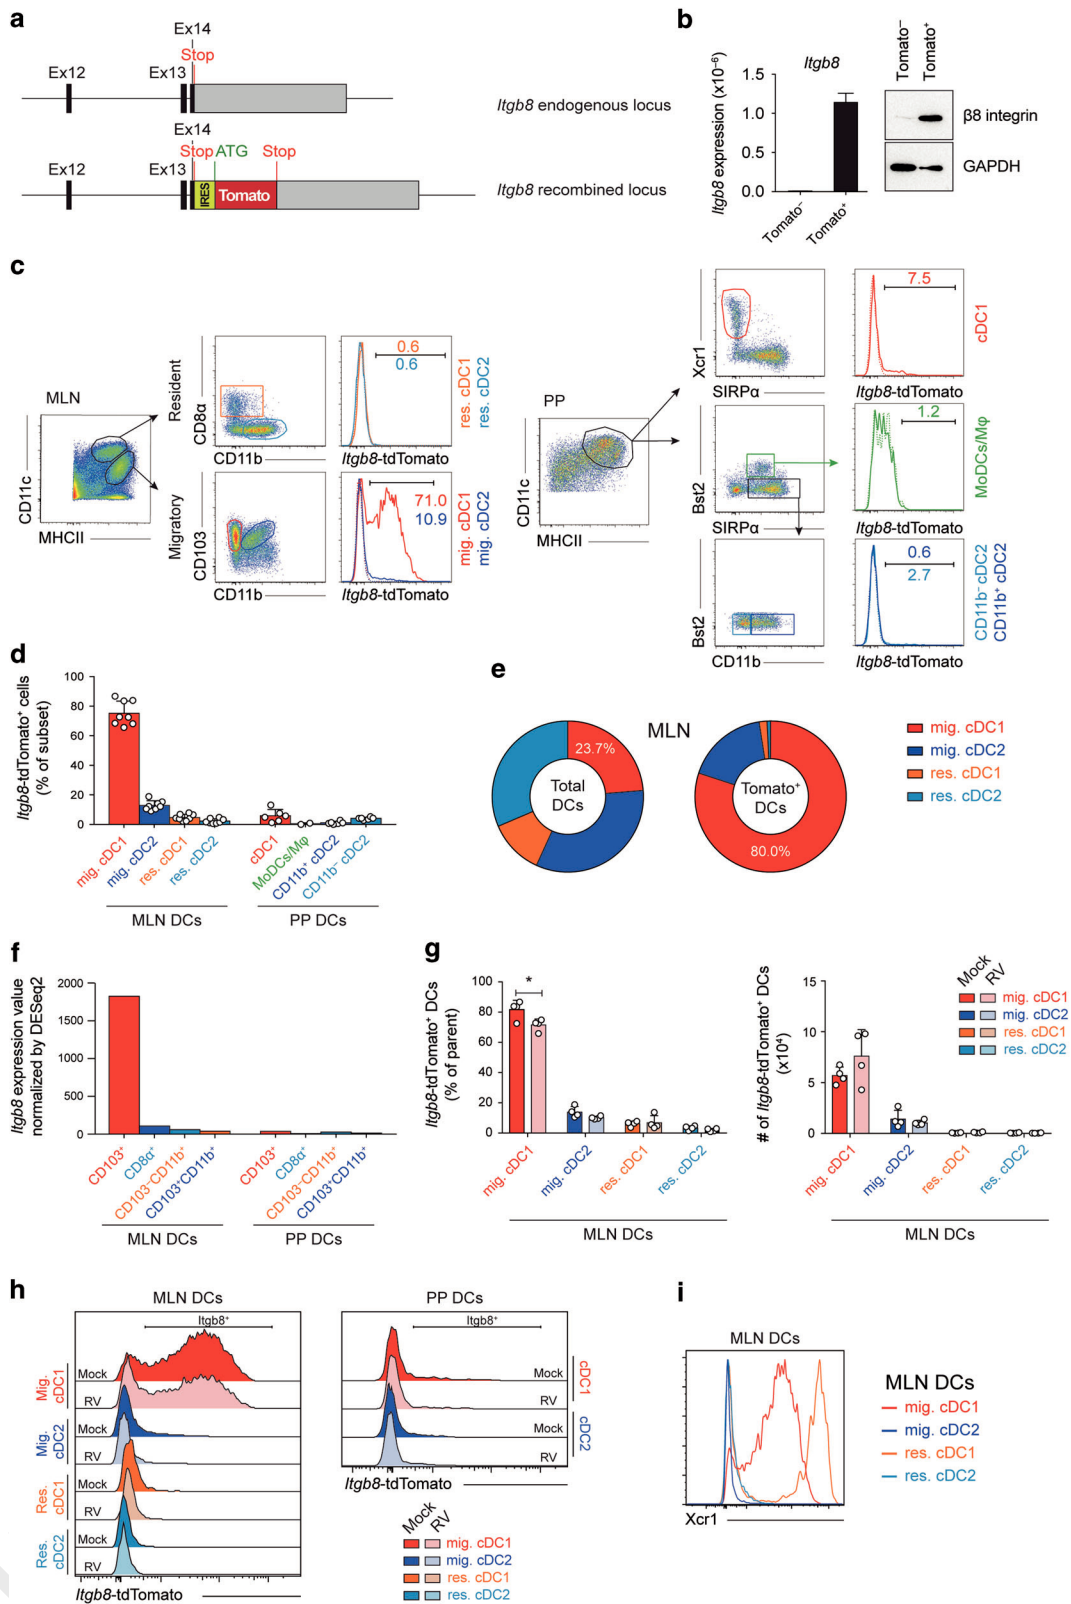 a
Ex14
Stop
Ex12
Ex13
Itgb8 endogenous locus
Ex14
Stop ATG Stop
Ex12
Ex13
IRES
Tomato
Itgb8 recombined locus
b
Itgb8
Itgb8 expression (x10⁻⁶)
1.5
1.0
0.5
0.0
Tomato⁻
Tomato⁺
Tomato⁻
Tomato⁺
β8 integrin
GAPDH
c
MLN
CD11c
MHCII
Resident
CD8α
CD11b
0.6
0.6
Itgb8-tdTomato
res. cDC1
res. cDC2
Migratory
CD103
CD11b
71.0
10.9
Itgb8-tdTomato
mig. cDC1
mig. cDC2
PP
CD11c
MHCII
Xcr1
SIRPα
7.5
Itgb8-tdTomato
cDC1
Bst2
SIRPα
1.2
Itgb8-tdTomato
MoDCs/Mφ
Bst2
CD11b
0.6
2.7
Itgb8-tdTomato
CD11b⁻ cDC2
CD11b⁺ cDC2
d
Itgb8-tdTomato⁺ cells
(% of subset)
100
80
60
40
20
0
mig. cDC1
mig. cDC2
res. cDC1
res. cDC2
cDC1
MoDCs/Mφ
CD11b⁺ cDC2
CD11b⁻ cDC2
MLN DCs
PP DCs
e
MLN
23.7%
Total
DCs
Tomato⁺
DCs
80.0%
mig. cDC1
mig. cDC2
res. cDC1
res. cDC2
f
Itgb8 expression value
normalized by DESeq2
2000
1500
1000
500
0
CD103⁺
CD8α⁺
CD103⁻CD11b⁺
CD103⁺CD11b⁺
CD103⁺
CD8α⁺
CD103⁻CD11b⁺
CD103⁺CD11b⁺
MLN DCs
PP DCs
g
Itgb8-tdTomato⁺ DCs
(% of parent)
100
80
60
40
20
0
*
mig. cDC1
mig. cDC2
res. cDC1
res. cDC2
MLN DCs
# of Itgb8-tdTomato⁺ DCs
(x10⁴)
15
10
5
0
mig. cDC1
mig. cDC2
res. cDC1
res. cDC2
MLN DCs
Mock
RV
mig. cDC1
mig. cDC2
res. cDC1
res. cDC2
h
MLN DCs
Itgb8⁺
Mig.
cDC1
Mock
RV
Mig.
cDC2
Mock
RV
Res.
cDC1
Mock
RV
Res.
cDC2
Mock
RV
Itgb8-tdTomato
PP DCs
Itgb8⁺
Mock
RV
cDC1
Mock
RV
cDC2
Itgb8-tdTomato
Mock
RV
mig. cDC1
mig. cDC2
res. cDC1
res. cDC2
i
MLN DCs
Xcr1
MLN DCs
mig. cDC1
mig. cDC2
res. cDC1
res. cDC2